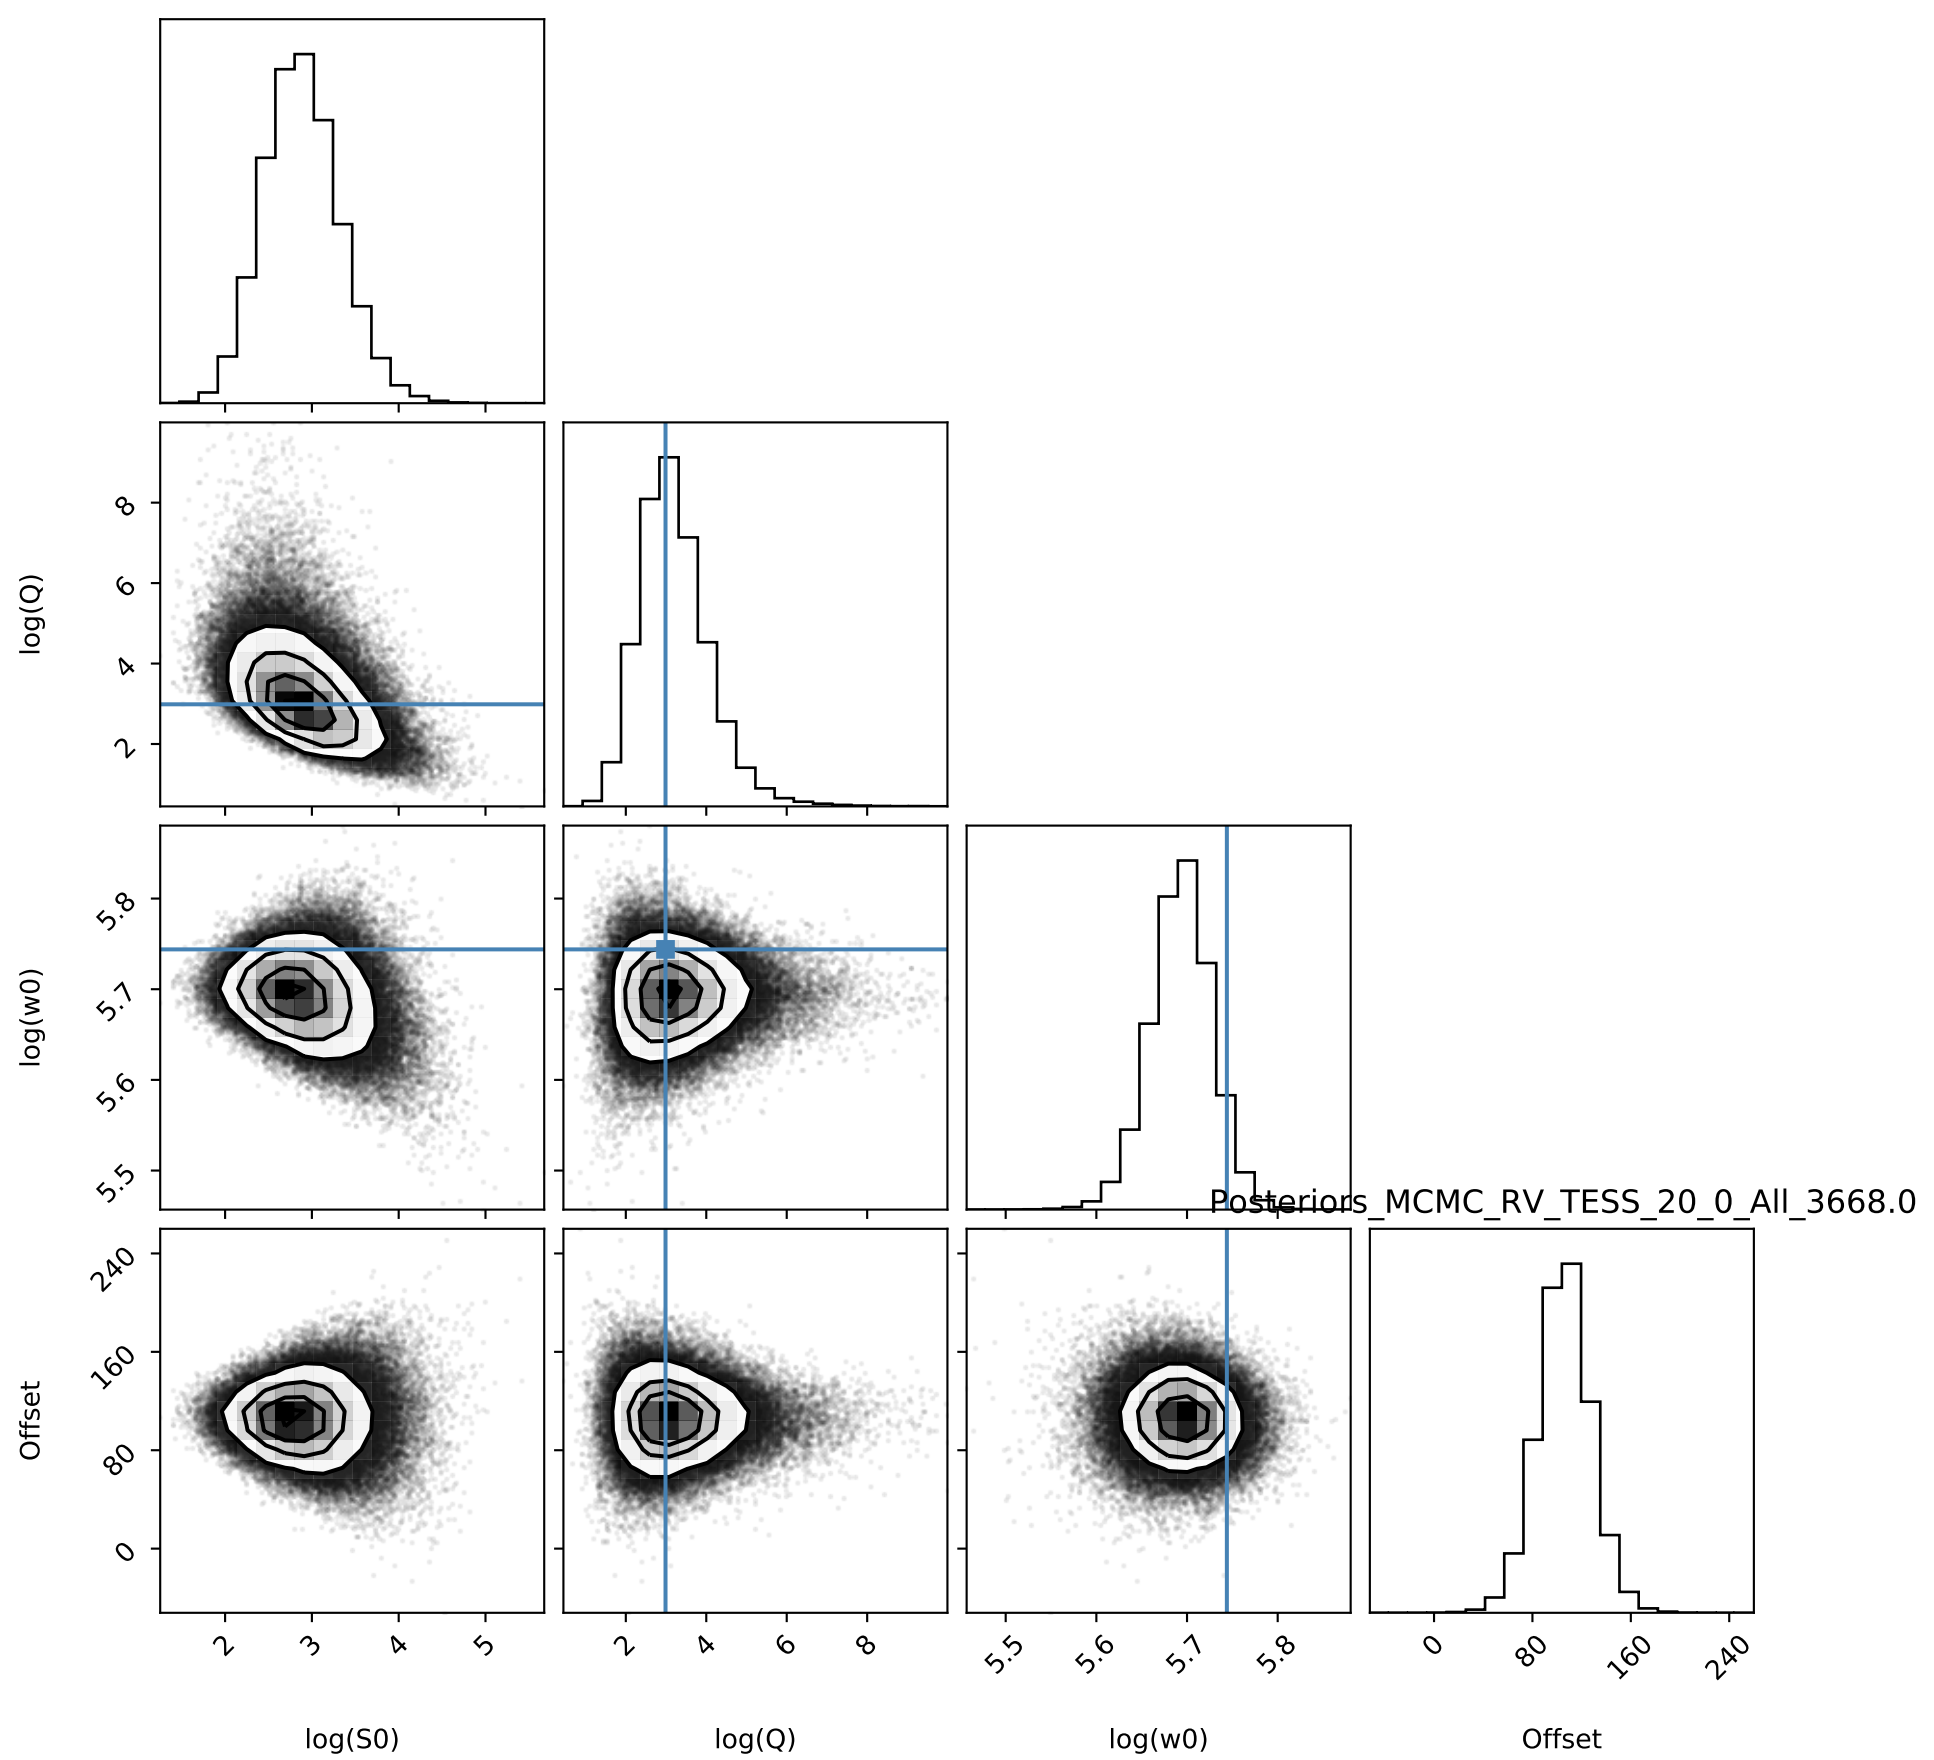 log(Q)
8
6
4
2
log(w0)
5.8
5.7
5.6
5.5
Posteriors_MCMC_RV_TESS_20_0_All_3668.0
Offset
240
160
80
0
2 3 4 5 2 4 6 8 5.5 5.6 5.7 5.8 0 80 160 240
log(S0) log(Q) log(w0) Offset